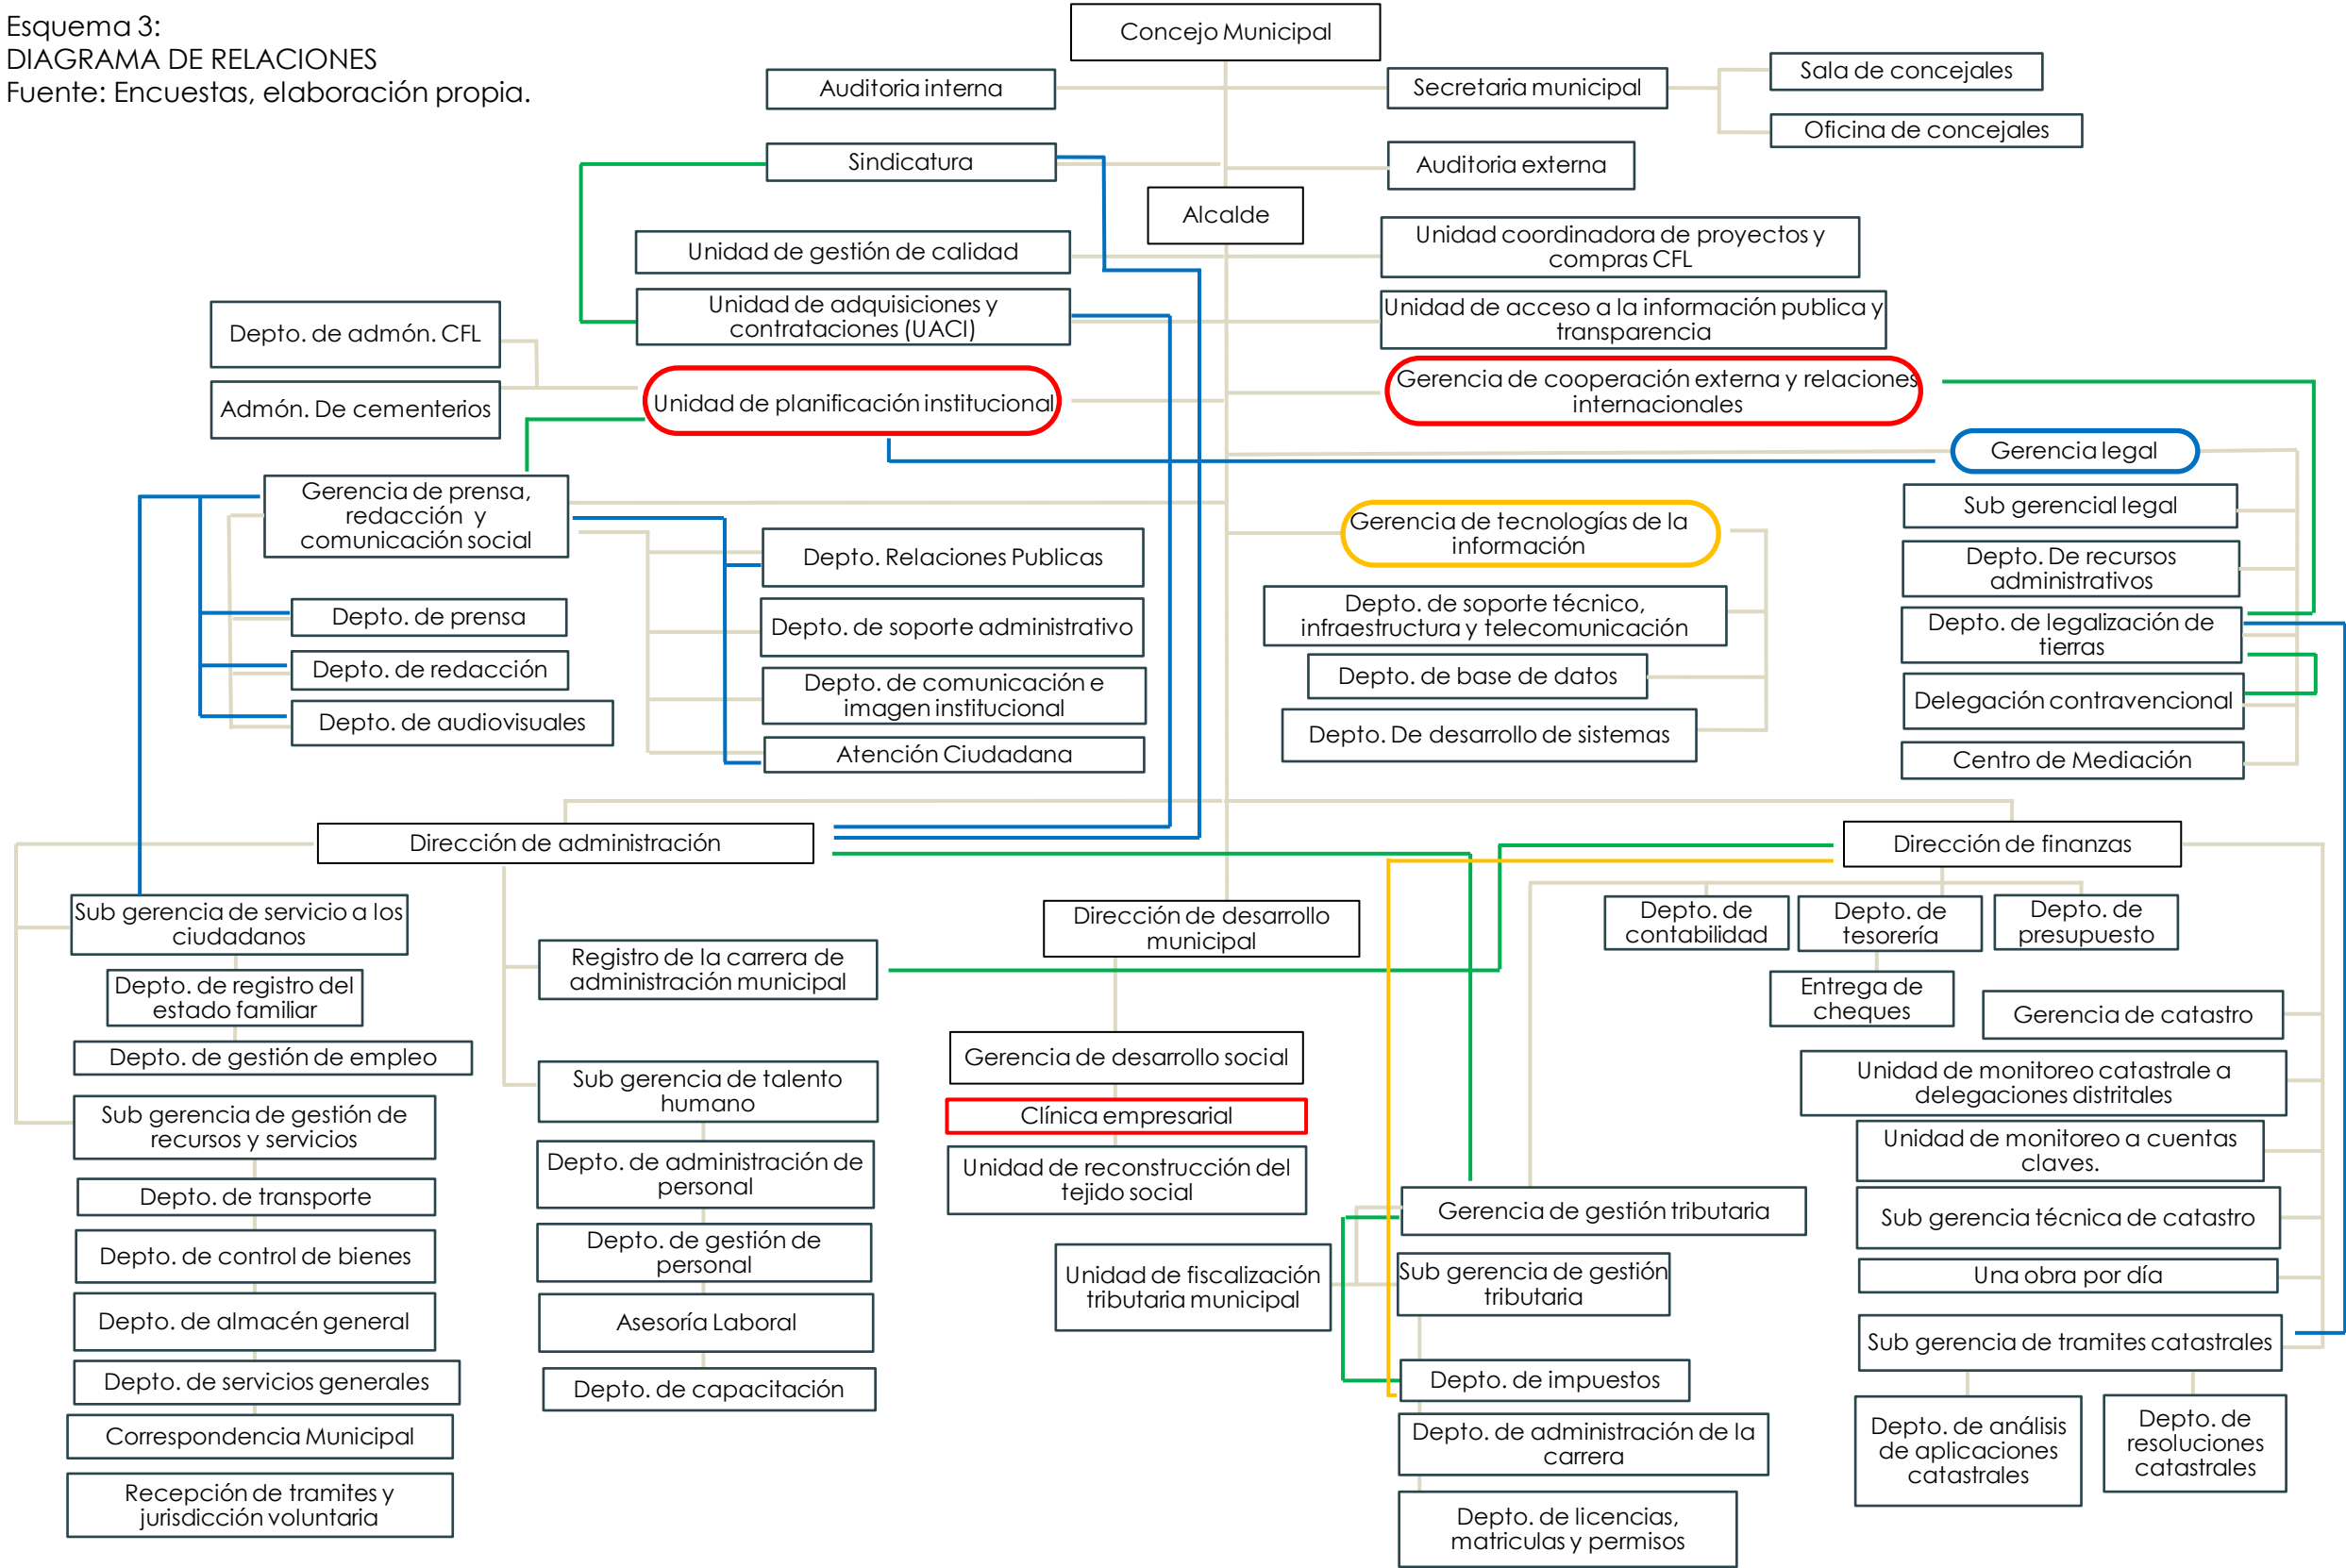 Esquema 3:
DIAGRAMA DE RELACIONES
Fuente: Encuestas, elaboración propia.
Concejo Municipal
Auditoria interna
Secretaria municipal
Sala de concejales
Oficina de concejales
Sindicatura
Auditoria externa
Alcalde
Unidad de gestión de calidad
Unidad coordinadora de proyectos y
compras CFL
Unidad de adquisiciones y
contrataciones (UACI)
Unidad de acceso a la información publica y
transparencia
Depto. de admón. CFL
Admón. De cementerios
Unidad de planificación institucional
Gerencia de cooperación externa y relaciones
internacionales
Gerencia legal
Gerencia de prensa,
redacción y
comunicación social
Depto. de prensa
Depto. de redacción
Depto. de audiovisuales
Depto. Relaciones Publicas
Depto. de soporte administrativo
Depto. de comunicación e
imagen institucional
Atención Ciudadana
Gerencia de tecnologías de la
información
Depto. de soporte técnico,
infraestructura y telecomunicación
Depto. de base de datos
Depto. De desarrollo de sistemas
Sub gerencial legal
Depto. De recursos
administrativos
Depto. de legalización de
tierras
Delegación contravencional
Centro de Mediación
Dirección de administración
Dirección de finanzas
Sub gerencia de servicio a los
ciudadanos
Depto. de registro del
estado familiar
Depto. de gestión de empleo
Sub gerencia de gestión de
recursos y servicios
Depto. de transporte
Depto. de control de bienes
Depto. de almacén general
Depto. de servicios generales
Correspondencia Municipal
Recepción de tramites y
jurisdicción voluntaria
Registro de la carrera de
administración municipal
Sub gerencia de talento
humano
Depto. de administración de
personal
Depto. de gestión de
personal
Asesoría Laboral
Depto. de capacitación
Dirección de desarrollo
municipal
Gerencia de desarrollo social
Clínica empresarial
Unidad de reconstrucción del
tejido social
Depto. de
contabilidad
Depto. de
tesorería
Depto. de
presupuesto
Entrega de
cheques
Gerencia de catastro
Unidad de monitoreo catastrale a
delegaciones distritales
Unidad de monitoreo a cuentas
claves.
Sub gerencia técnica de catastro
Una obra por día
Sub gerencia de tramites catastrales
Depto. de análisis
de aplicaciones
catastrales
Depto. de
resoluciones
catastrales
Gerencia de gestión tributaria
Unidad de fiscalización
tributaria municipal
Sub gerencia de gestión
tributaria
Depto. de impuestos
Depto. de administración de la
carrera
Depto. de licencias,
matriculas y permisos